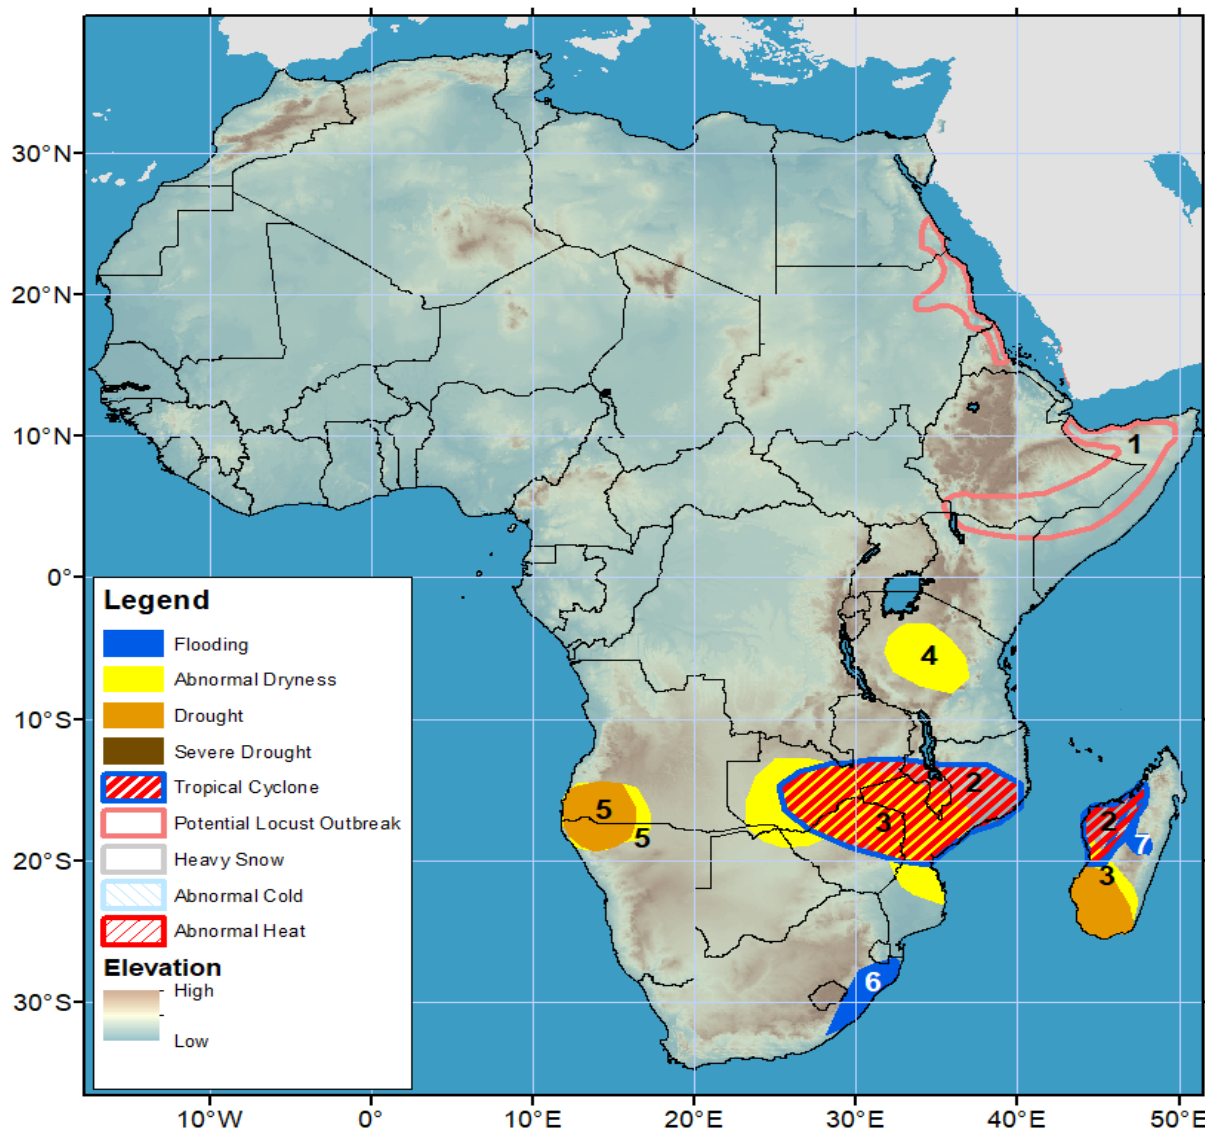 30°N
20°N
10°N
0°
10°S
20°S
30°S
1
2
3
4
5
5
2
7
3
6
Legend
Flooding
Abnormal Dryness
Drought
Severe Drought
Tropical Cyclone
Potential Locust Outbreak
Heavy Snow
Abnormal Cold
Abnormal Heat
Elevation
High
Low
10°W
0°
10°E
20°E
30°E
40°E
50°E